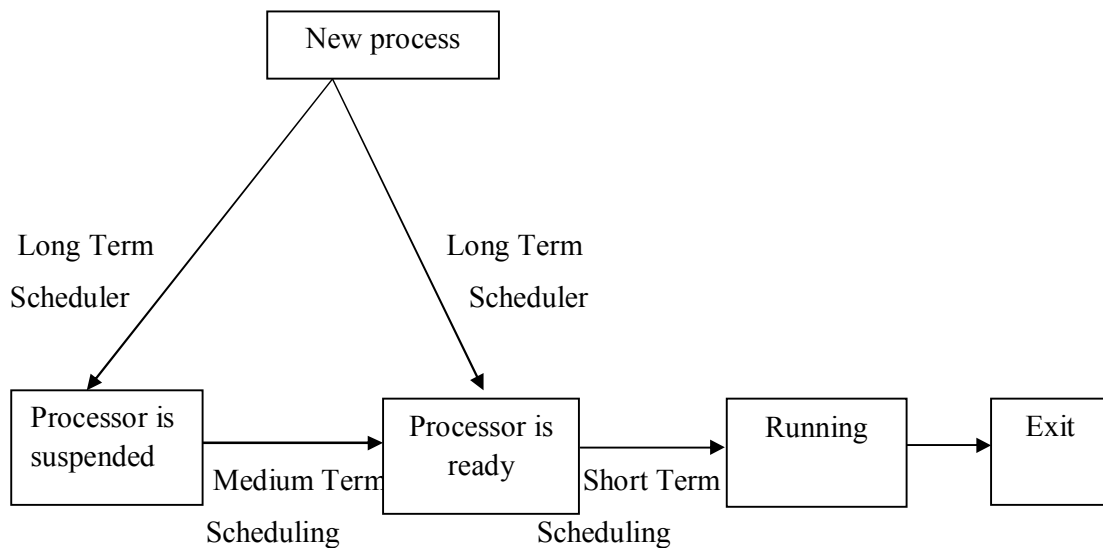 New process
Long Term
Scheduler
Long Term
Scheduler
Processor is
suspended
Medium Term
Scheduling
Processor is
ready
Short Term
Scheduling
Running
Exit